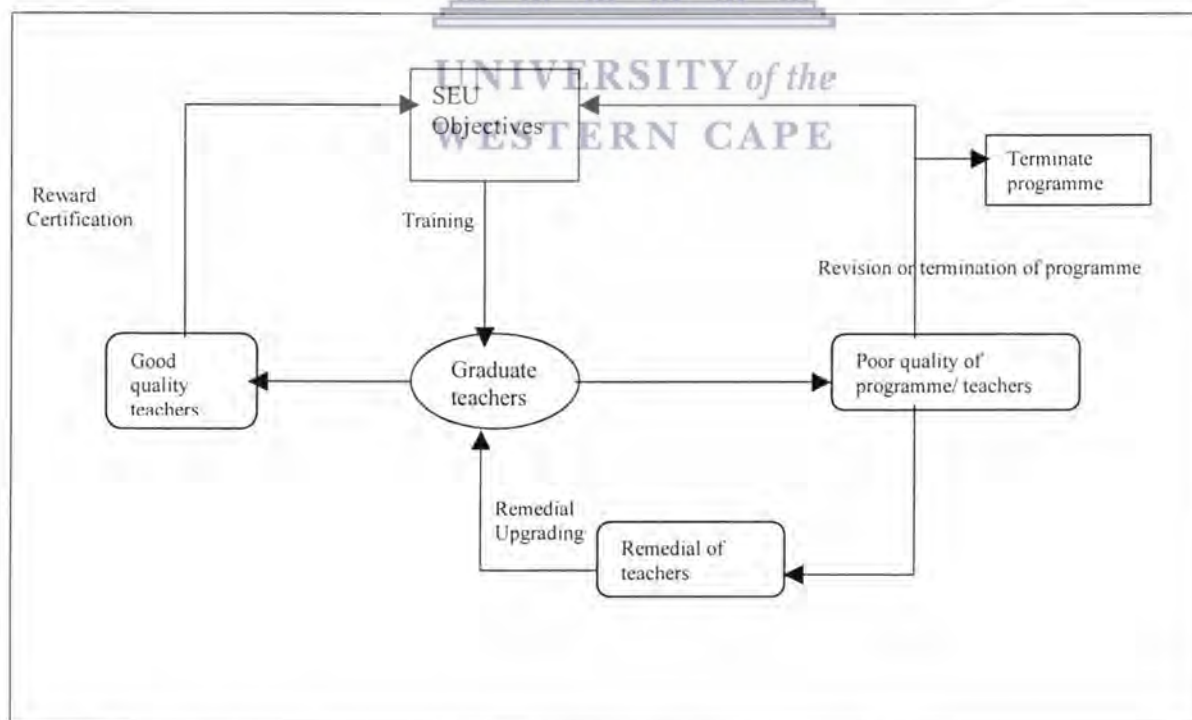 UNIVERSITY of the
WESTERN CAPE
SEU
Objectives
Terminate
programme
Reward
Certification
Training
Revision or termination of programme
Good
quality
teachers
Graduate
teachers
Poor quality of
programme/ teachers
Remedial
Upgrading
Remedial of
teachers